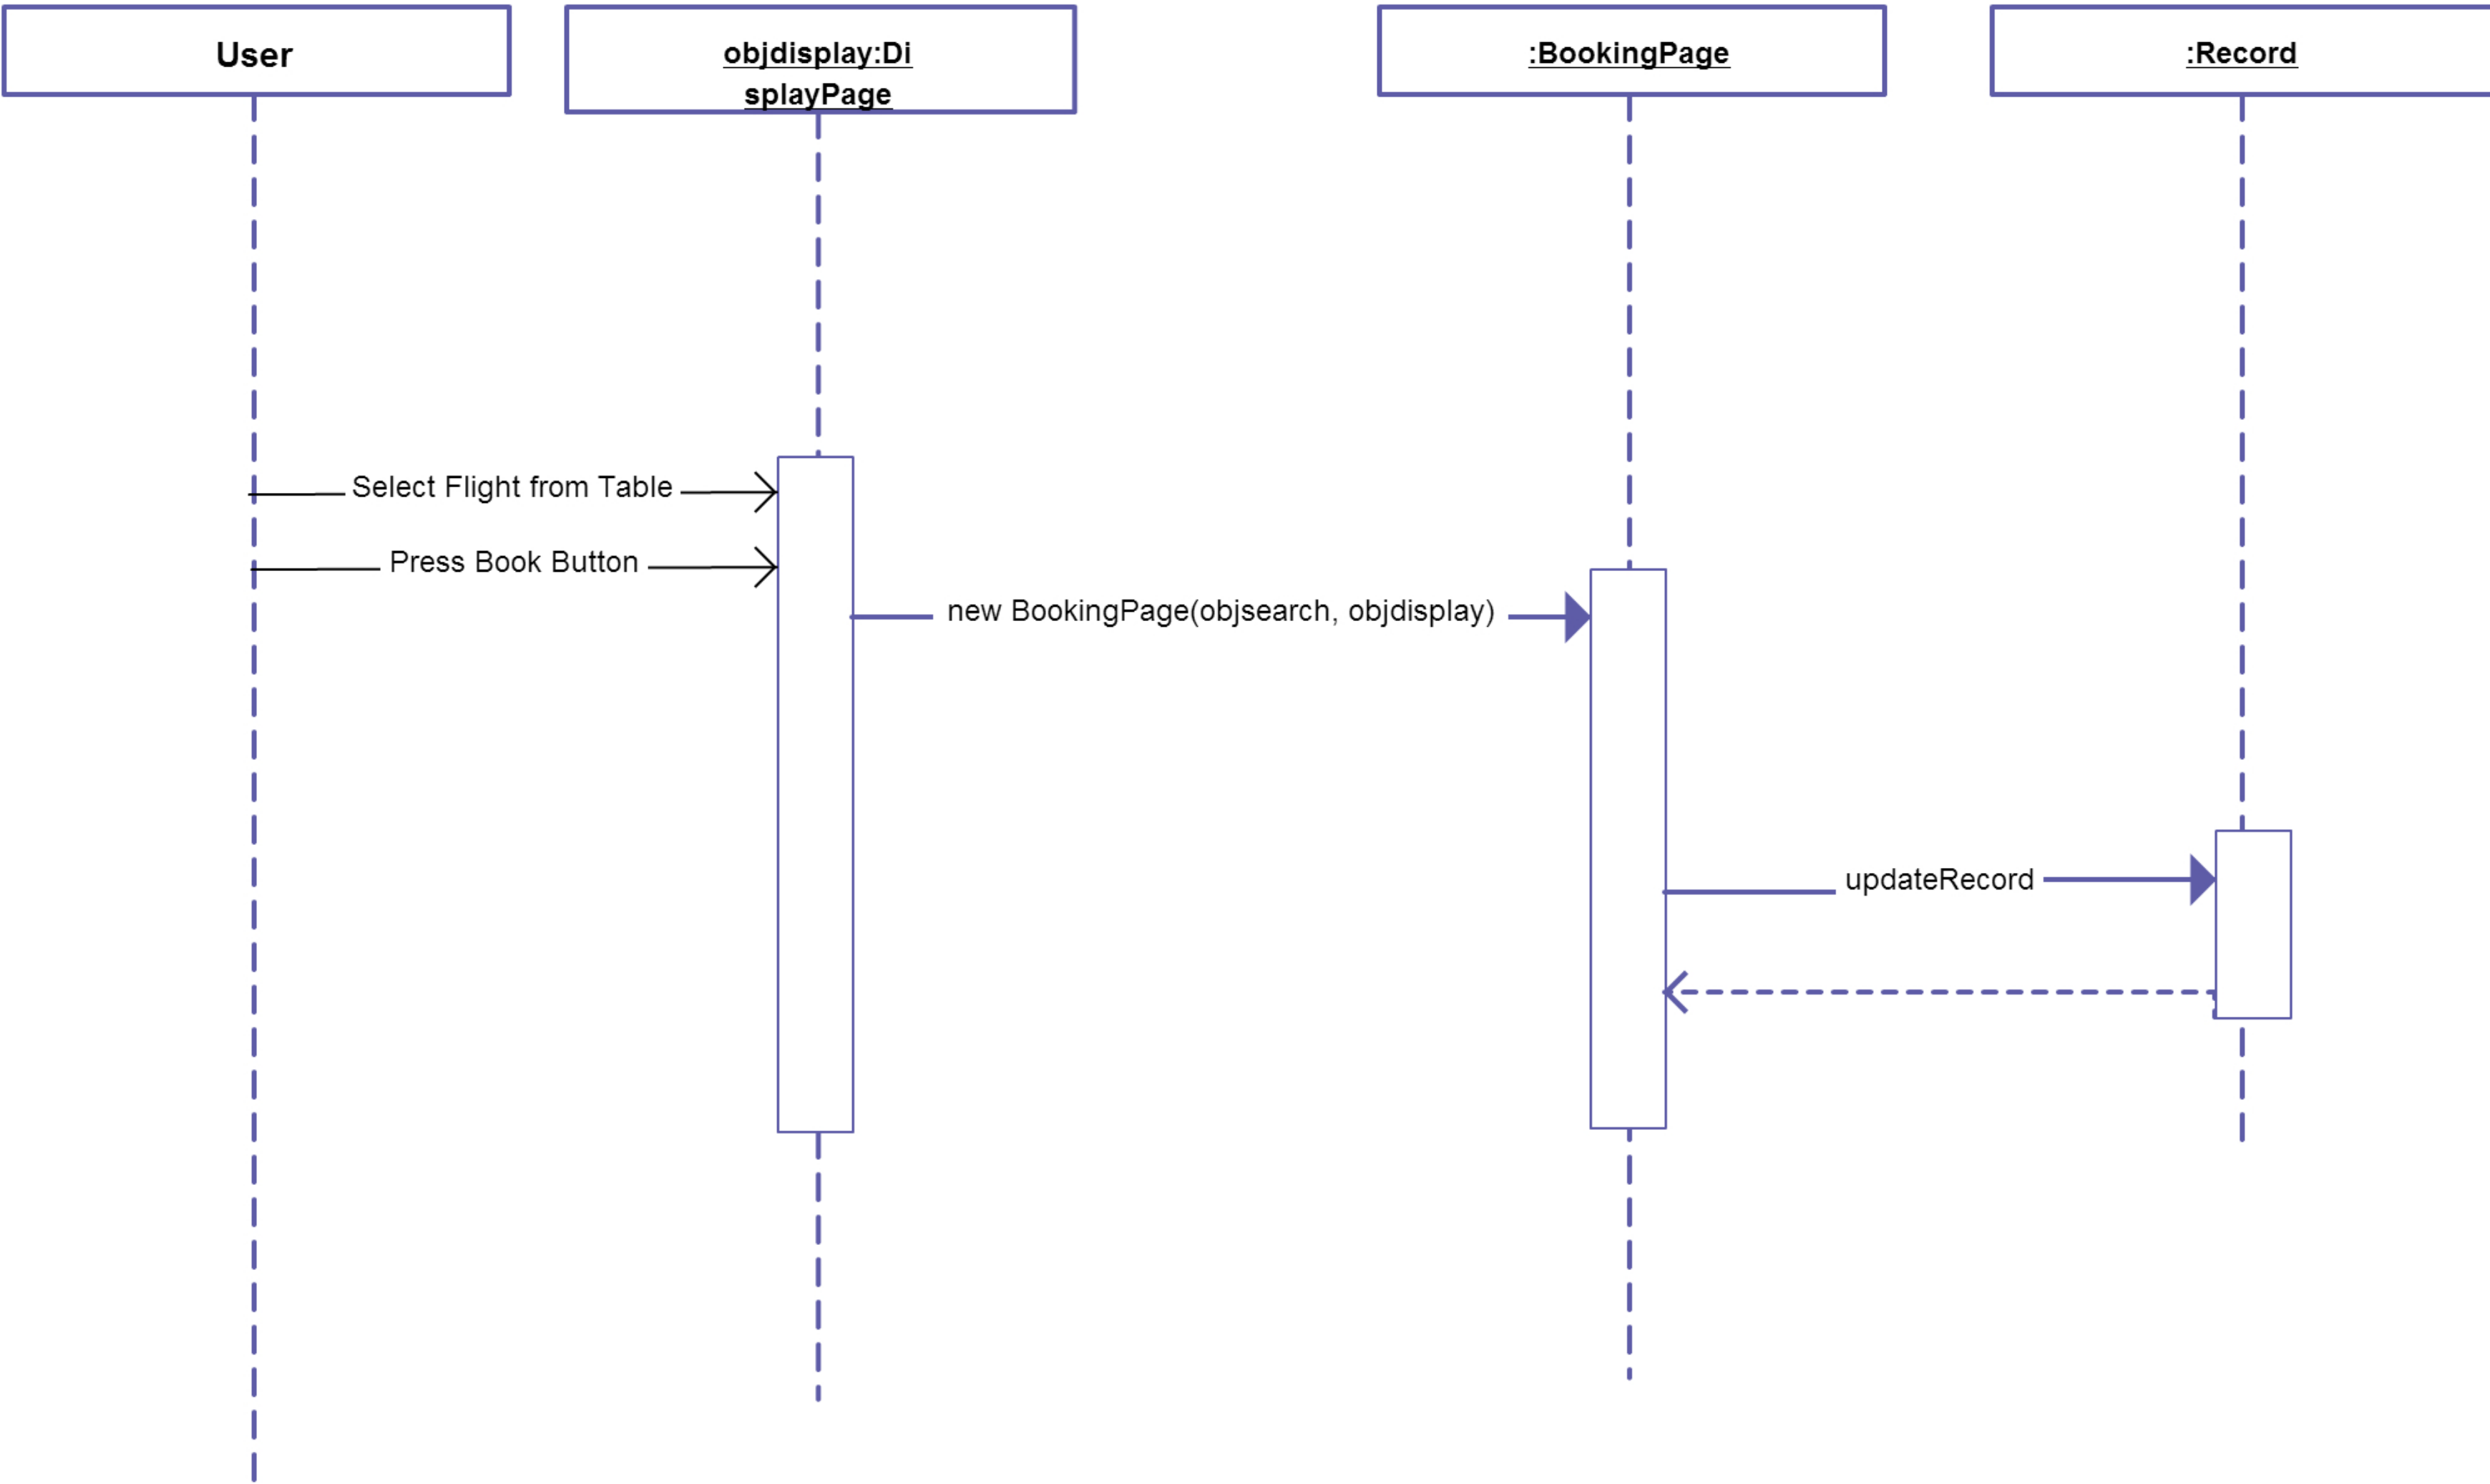 User
objdisplay:Di
splayPage
:BookingPage
:Record
Select Flight from Table
Press Book Button
new BookingPage(objsearch, objdisplay)
updateRecord